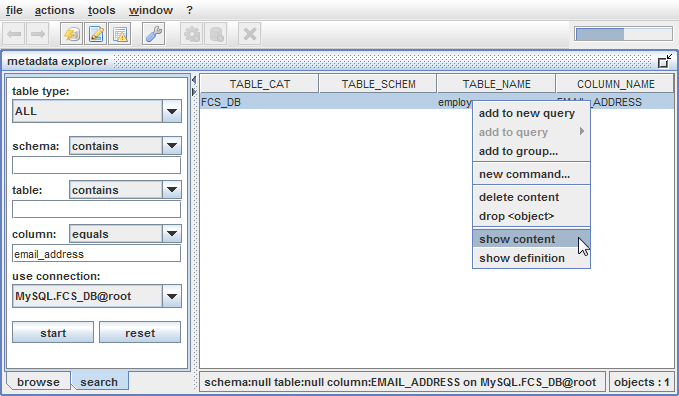 file actions tools window ?
metadata explorer
table type:
ALL
schema: contains
table: contains
column: equals
email_address
use connection:
MySQL.FCS_DB@root
start reset
browse search
TABLE_CAT TABLE_SCHEM TABLE_NAME COLUMN_NAME
FCS_DB employ _ADDRESS
add to new query
add to query
add to group...
new command...
delete content
drop <object>
show content
show definition
schema:null table:null column:EMAIL_ADDRESS on MySQL.FCS_DB@root objects : 1